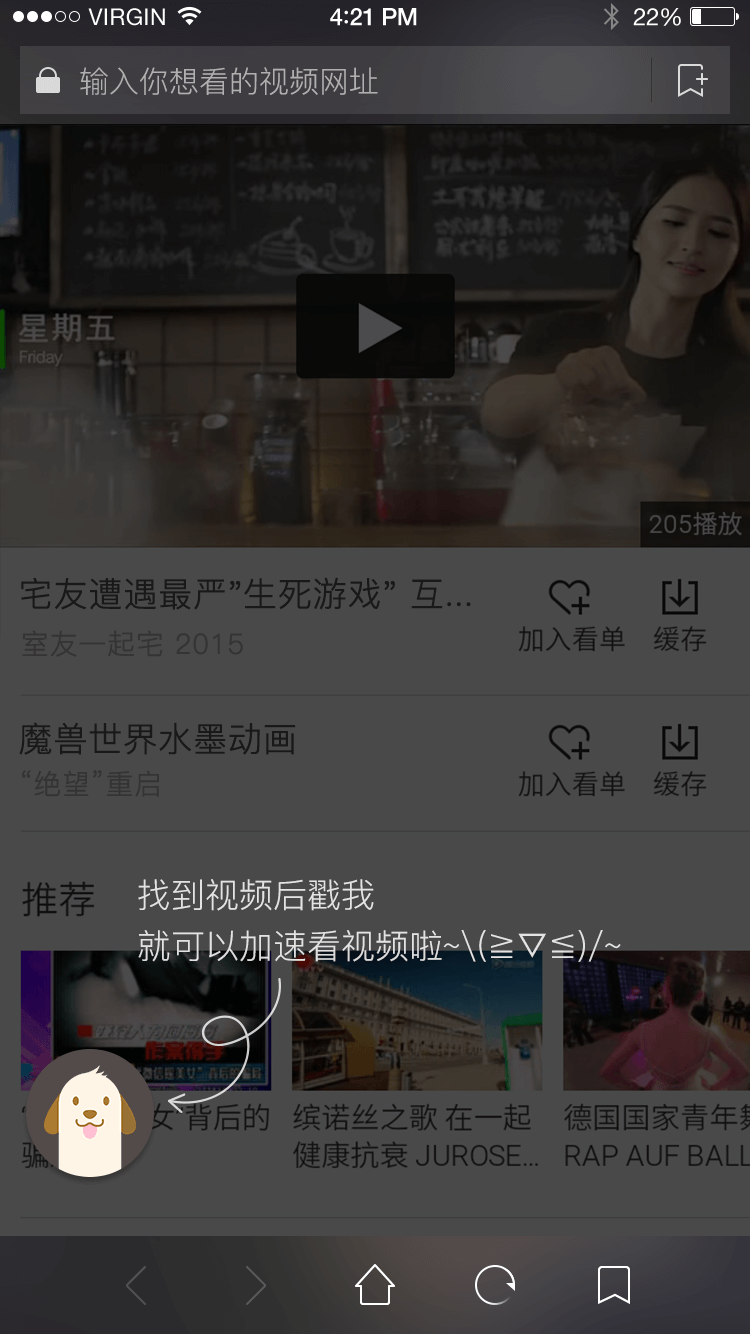 VIRGIN 4:21 PM 22%
输入你想看的视频网址
星期五
Friday
205播放
宅友遭遇最严”生死游戏” 互...
室友一起宅 2015
加入看单 缓存
魔兽世界水墨动画
“绝望”重启
加入看单 缓存
推荐
找到视频后戳我
就可以加速看视频啦~\(≧▽≦)/~
女"背后的
骗
缤诺丝之歌 在一起
健康抗衰 JUROSE...
德国国家青年舞
RAP AUF BALL